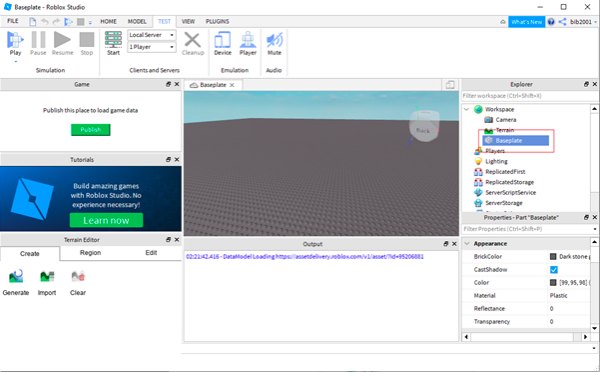 Baseplate - Roblox Studio
FILE HOME MODEL TEST VIEW PLUGINS What's New bib2001
Play Pause Resume Stop
Simulation
Start Local Server
1 Player Cleanup
Clients and Servers
Device Player
Emulation
Mute
Audio
Game
Publish this place to load game data
Publish
Tutorials
Build amazing games
with Roblox Studio. No
experience necessary!
Learn now
Terrain Editor
Create Region Edit
Generate Import Clear
Baseplate
Back
Output
02:21:42.416 - DataModel Loading https://assetdelivery.roblox.com/v1/asset/?id=95206881
Explorer
Filter workspace (Ctrl+Shift+X)
Workspace
Camera
Terrain
Baseplate
Players
Lighting
ReplicatedFirst
ReplicatedStorage
ServerScriptService
ServerStorage
Properties - Part "Baseplate"
Filter Properties (Ctrl+Shift+P)
Appearance
BrickColor Dark stone g
CastShadow
Color [99, 95, 98]
Material Plastic
Reflectance 0
Transparency 0